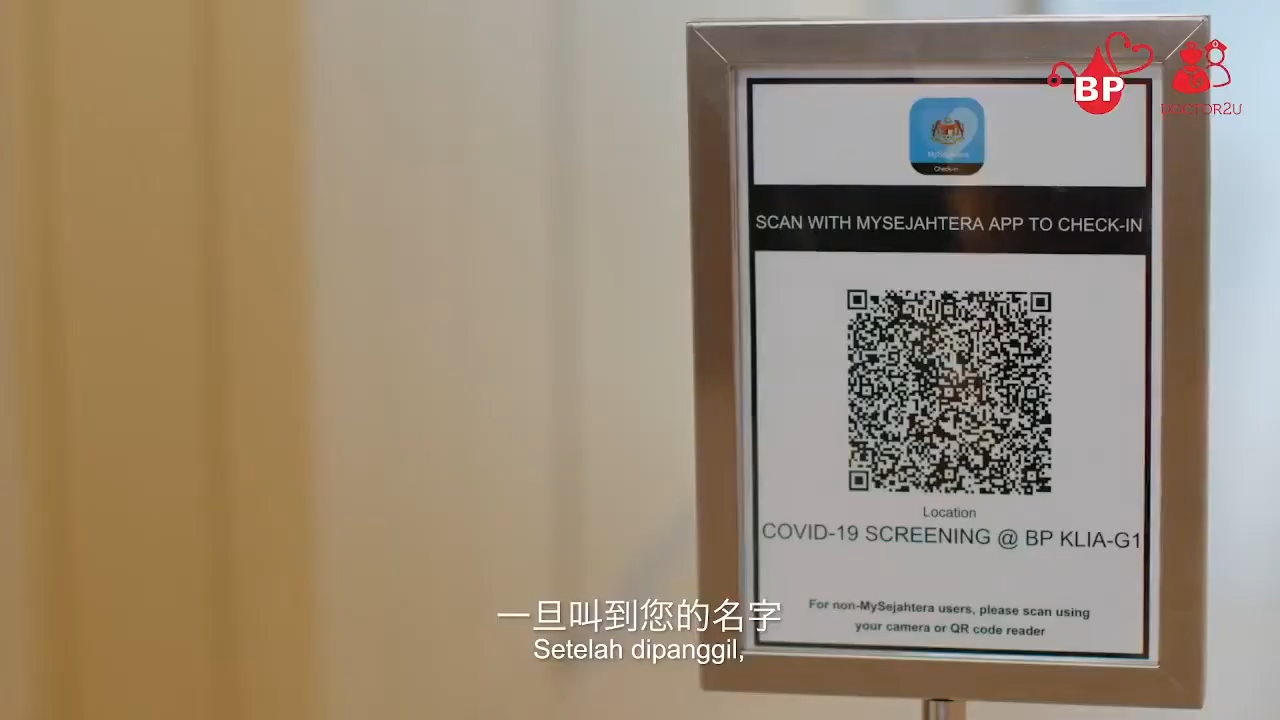 BP
DOCTOR2U
MySejahtera
Check-in
SCAN WITH MYSEJAHTERA APP TO CHECK-IN
Location
COVID-19 SCREENING @ BP KLIA-G1
For non-MySejahtera users, please scan using
your camera or QR code reader
一旦叫到您的名字
Setelah dipanggil,